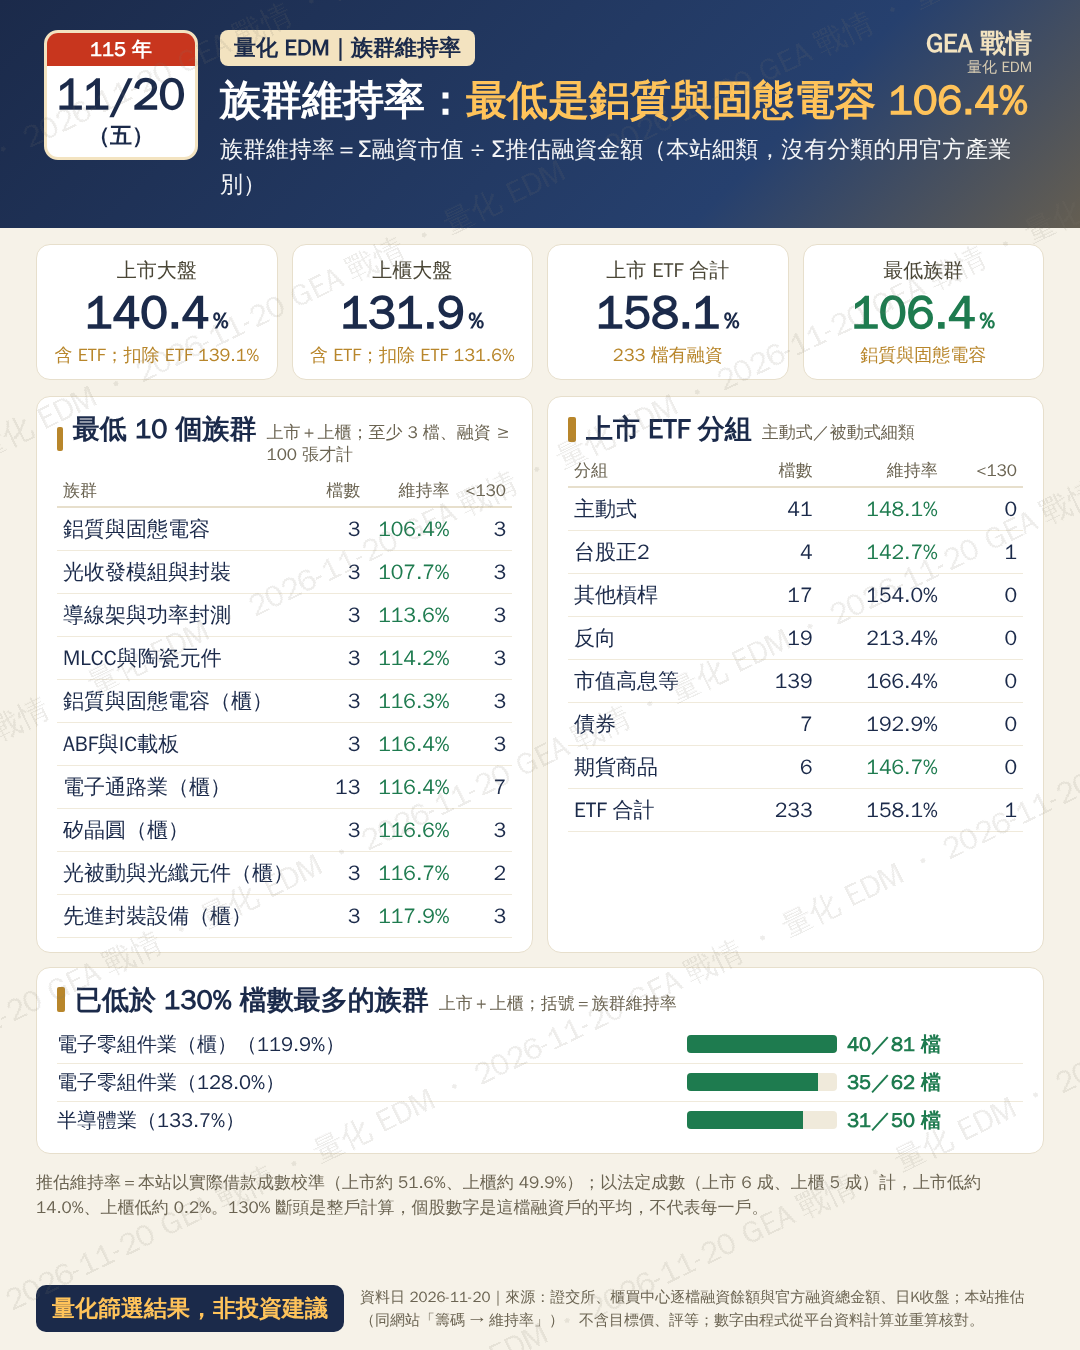 115 年
11/20
（五）
量化 EDM｜族群維持率
GEA 戰情
量化 EDM
族群維持率：最低是鋁質與固態電容 106.4%
族群維持率＝Σ融資市值 ÷ Σ推估融資金額（本站細類，沒有分類的用官方產業
別）
上市大盤
140.4%
含 ETF；扣除 ETF 139.1%
上櫃大盤
131.9%
含 ETF；扣除 ETF 131.6%
上市 ETF 合計
158.1%
233 檔有融資
最低族群
106.4%
鋁質與固態電容
最低 10 個族群 上市＋上櫃；至少 3 檔、融資 ≥
100 張才計
族群 檔數 維持率 <130
鋁質與固態電容 3 106.4% 3
光收發模組與封裝 3 107.7% 3
導線架與功率封測 3 113.6% 3
MLCC與陶瓷元件 3 114.2% 3
鋁質與固態電容（櫃） 3 116.3% 3
ABF與IC載板 3 116.4% 3
電子通路業（櫃） 13 116.4% 7
矽晶圓（櫃） 3 116.6% 3
光被動與光纖元件（櫃） 3 116.7% 2
先進封裝設備（櫃） 3 117.9% 3
上市 ETF 分組 主動式／被動式細類
分組 檔數 維持率 <130
主動式 41 148.1% 0
台股正2 4 142.7% 1
其他槓桿 17 154.0% 0
反向 19 213.4% 0
市值高息等 139 166.4% 0
債券 7 192.9% 0
期貨商品 6 146.7% 0
ETF 合計 233 158.1% 1
已低於 130% 檔數最多的族群 上市＋上櫃；括號＝族群維持率
電子零組件業（櫃）（119.9%） 40／81 檔
電子零組件業（128.0%） 35／62 檔
半導體業（133.7%） 31／50 檔
推估維持率＝本站以實際借款成數校準（上市約 51.6%、上櫃約 49.9%）；以法定成數（上市 6 成、上櫃 5 成）計，上市低約
14.0%、上櫃低約 0.2%。130% 斷頭是整戶計算，個股數字是這檔融資戶的平均，不代表每一戶。
量化篩選結果，非投資建議
資料日 2026-11-20｜來源：證交所、櫃買中心逐檔融資餘額與官方融資總金額、日K收盤；本站推估
（同網站「籌碼 → 維持率」） 不含目標價、評等；數字由程式從平台資料計算並重算核對。